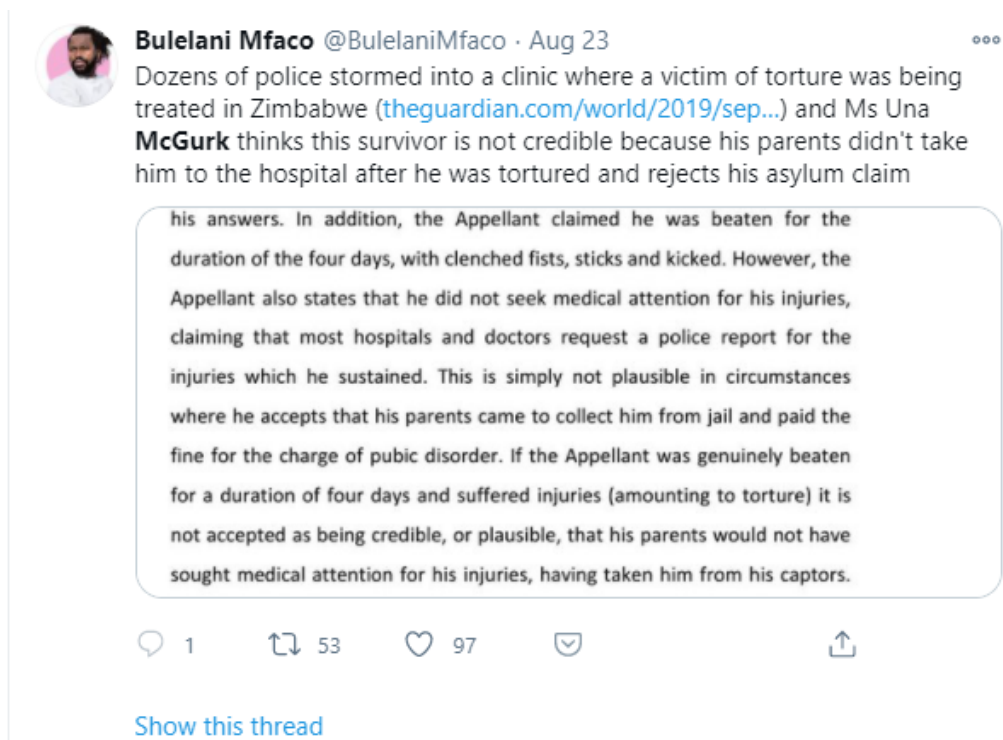 Bulelani Mfaco @BulelaniMfaco · Aug 23
Dozens of police stormed into a clinic where a victim of torture was being
treated in Zimbabwe (theguardian.com/world/2019/sep...) and Ms Una
McGurk thinks this survivor is not credible because his parents didn't take
him to the hospital after he was tortured and rejects his asylum claim
his answers. In addition, the Appellant claimed he was beaten for the
duration of the four days, with clenched fists, sticks and kicked. However, the
Appellant also states that he did not seek medical attention for his injuries,
claiming that most hospitals and doctors request a police report for the
injuries which he sustained. This is simply not plausible in circumstances
where he accepts that his parents came to collect him from jail and paid the
fine for the charge of pubic disorder. If the Appellant was genuinely beaten
for a duration of four days and suffered injuries (amounting to torture) it is
not accepted as being credible, or plausible, that his parents would not have
sought medical attention for his injuries, having taken him from his captors.
1 53 97
Show this thread